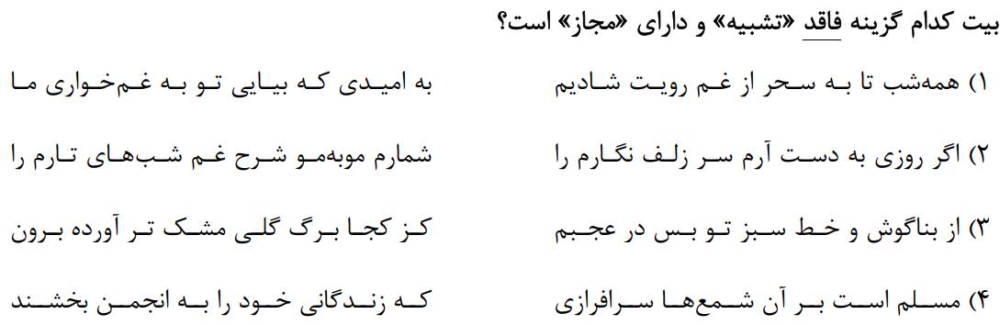 بیت کدام گزینه فاقد «تشبیه» و دارای «مجاز» است؟
۱) همه‌شب تا به سحر از غم رویت شادیم به امیدی که بیایی تو به غم‌خواری ما
۲) اگر روزی به دست آرم سر زلف نگارم را شمارم موبه‌مو شرح غم شب‌های تارم را
۳) از بناگوش و خط سبز تو بس در عجبم کز کجا برگ گلی مشک تر آورده برون
۴) مسلم است بر آن شمع‌ها سرافرازی که زندگانی خود را به انجمن بخشند